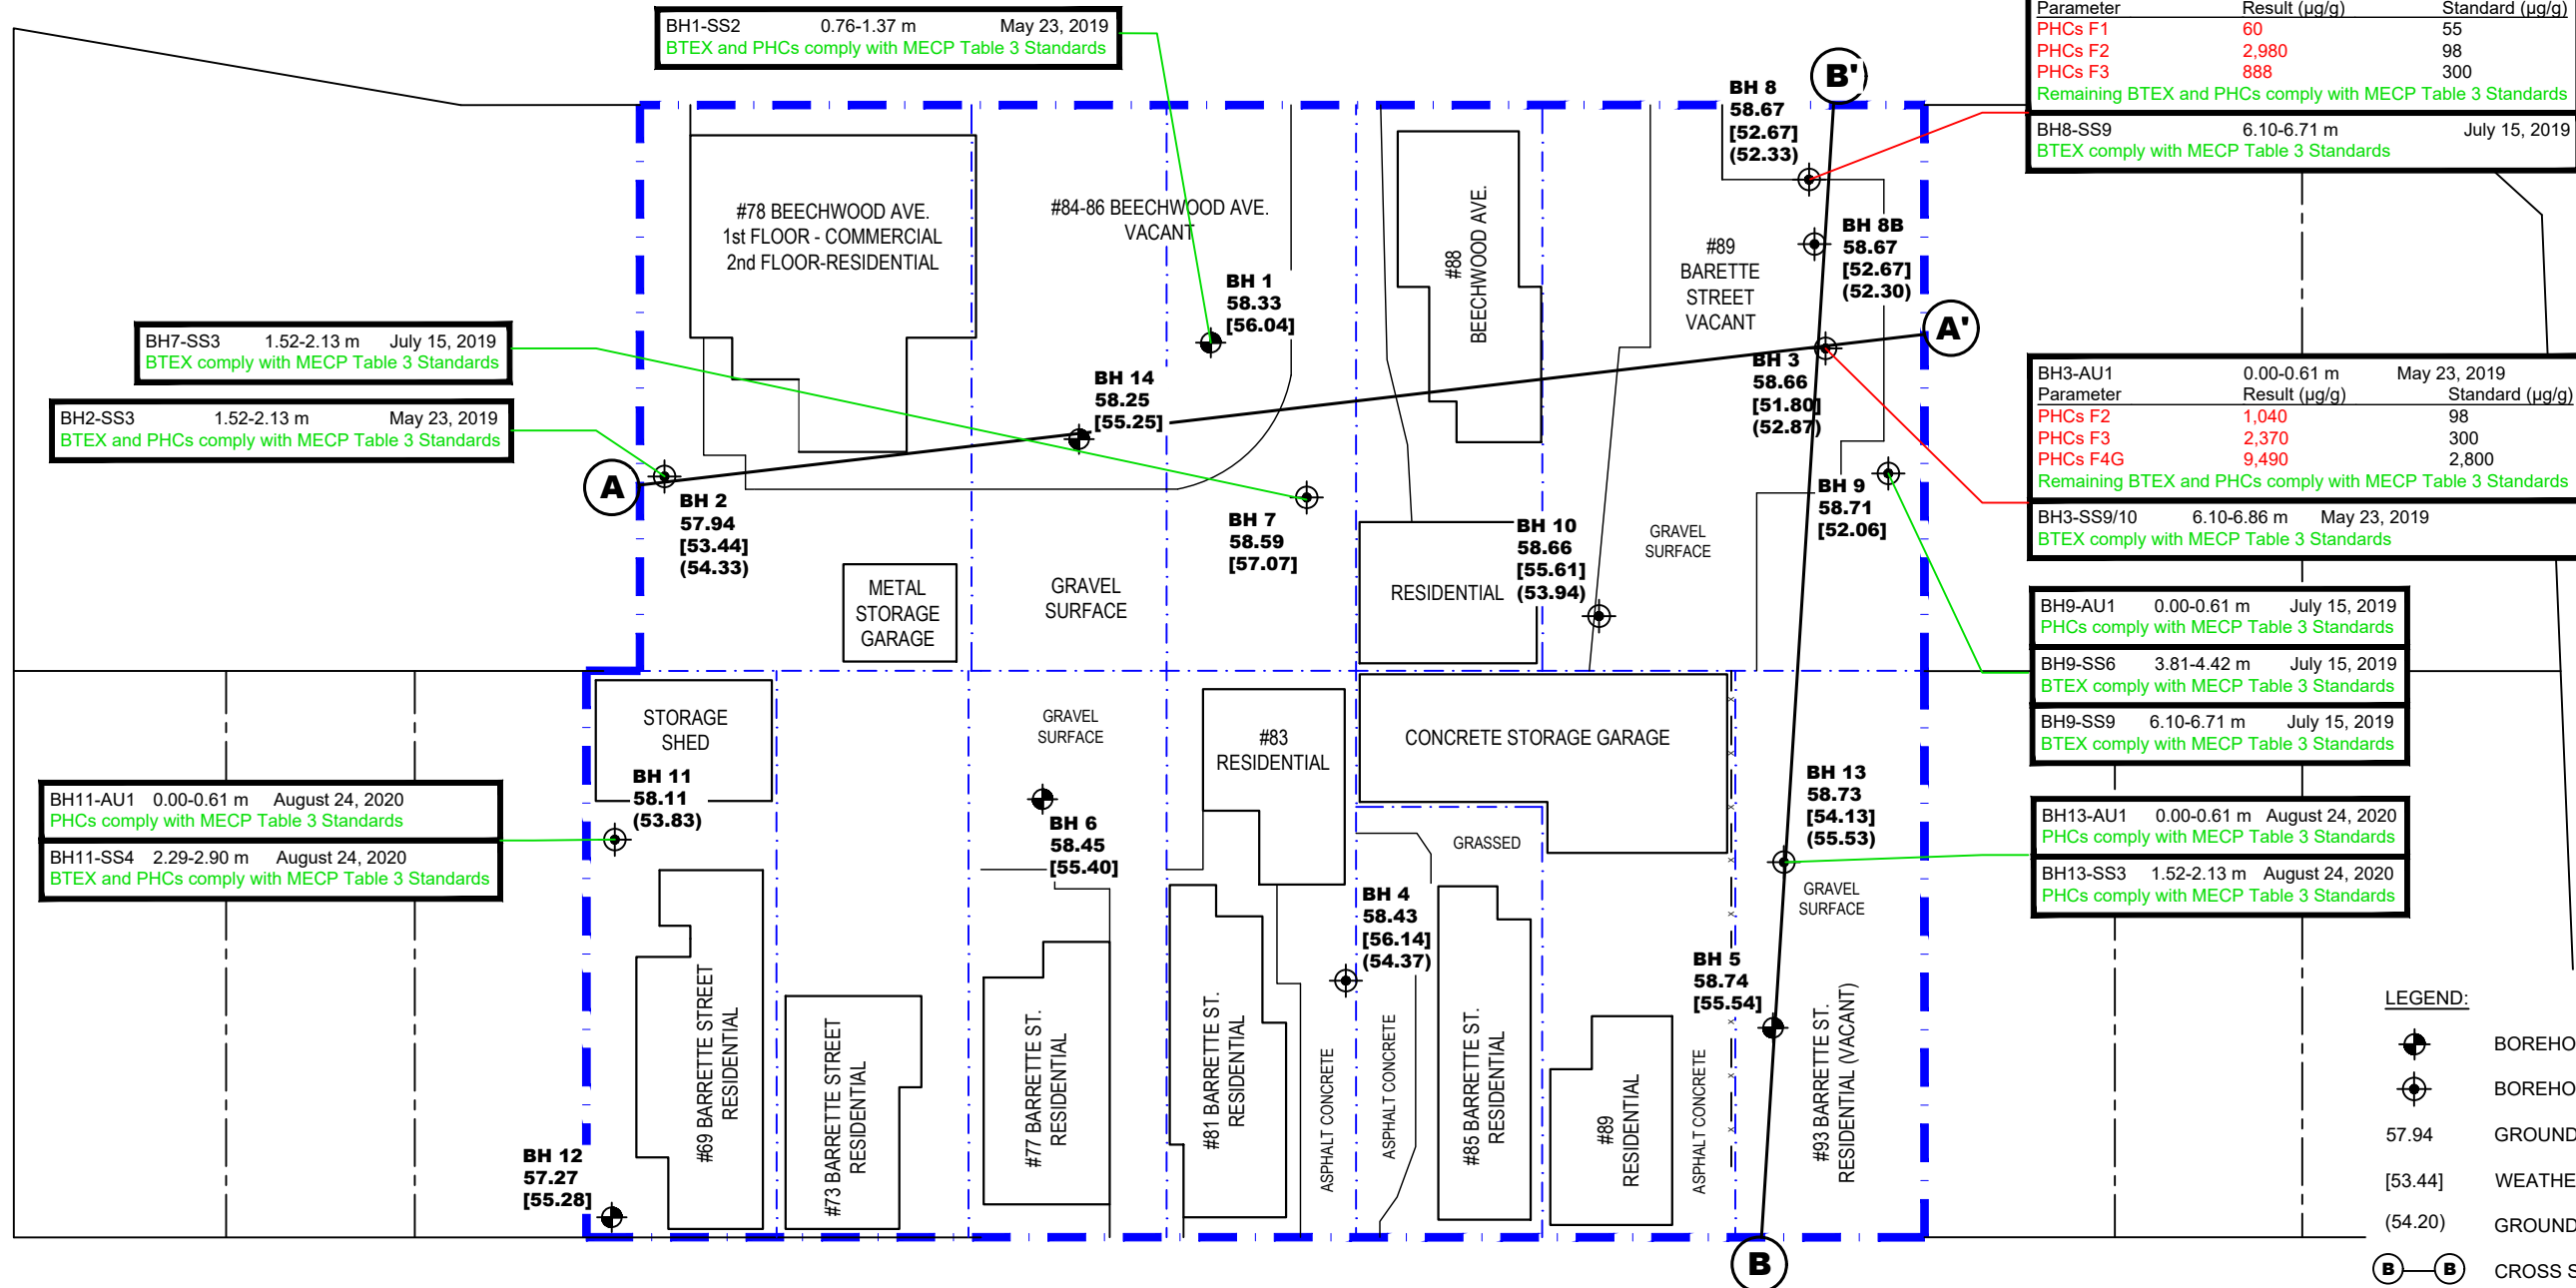 BH1-SS2 0.76-1.37 m May 23, 2019
BTEX and PHCs comply with MECP Table 3 Standards
Parameter Result (µg/g) Standard (µg/g)
PHCs F1 60 55
PHCs F2 2,980 98
PHCs F3 888 300
Remaining BTEX and PHCs comply with MECP Table 3 Standards
BH8-SS9 6.10-6.71 m July 15, 2019
BTEX comply with MECP Table 3 Standards
B'
BH 8
58.67
[52.67]
(52.33)
#78 BEECHWOOD AVE.
1st FLOOR - COMMERCIAL
2nd FLOOR-RESIDENTIAL
#84-86 BEECHWOOD AVE.
VACANT
#88
BEECHWOOD AVE.
#89
BARETTE
STREET
VACANT
BH 8B
58.67
[52.67]
(52.30)
BH 1
58.33
[56.04]
A'
BH7-SS3 1.52-2.13 m July 15, 2019
BTEX comply with MECP Table 3 Standards
BH2-SS3 1.52-2.13 m May 23, 2019
BTEX and PHCs comply with MECP Table 3 Standards
BH 14
58.25
[55.25]
BH 3
58.66
[51.80]
(52.87)
BH3-AU1 0.00-0.61 m May 23, 2019
Parameter Result (µg/g) Standard (µg/g)
PHCs F2 1,040 98
PHCs F3 2,370 300
PHCs F4G 9,490 2,800
Remaining BTEX and PHCs comply with MECP Table 3 Standards
BH3-SS9/10 6.10-6.86 m May 23, 2019
BTEX comply with MECP Table 3 Standards
A
BH 2
57.94
[53.44]
(54.33)
BH 7
58.59
[57.07]
BH 10
58.66
[55.61]
(53.94)
BH 9
58.71
[52.06]
GRAVEL
SURFACE
METAL
STORAGE
GARAGE
GRAVEL
SURFACE
RESIDENTIAL
BH9-AU1 0.00-0.61 m July 15, 2019
PHCs comply with MECP Table 3 Standards
BH9-SS6 3.81-4.42 m July 15, 2019
BTEX comply with MECP Table 3 Standards
BH9-SS9 6.10-6.71 m July 15, 2019
BTEX comply with MECP Table 3 Standards
STORAGE
SHED
GRAVEL
SURFACE
#83
RESIDENTIAL
CONCRETE STORAGE GARAGE
BH 11
58.11
(53.83)
BH 13
58.73
[54.13]
(55.53)
BH11-AU1 0.00-0.61 m August 24, 2020
PHCs comply with MECP Table 3 Standards
BH11-SS4 2.29-2.90 m August 24, 2020
BTEX and PHCs comply with MECP Table 3 Standards
BH 6
58.45
[55.40]
GRASSED
BH13-AU1 0.00-0.61 m August 24, 2020
PHCs comply with MECP Table 3 Standards
BH13-SS3 1.52-2.13 m August 24, 2020
PHCs comply with MECP Table 3 Standards
GRAVEL
SURFACE
BH 4
58.43
[56.14]
(54.37)
BH 5
58.74
[55.54]
#69 BARRETTE STREET
RESIDENTIAL
#73 BARRETTE STREET
RESIDENTIAL
#77 BARRETTE ST.
RESIDENTIAL
#81 BARRETTE ST.
RESIDENTIAL
ASPHALT CONCRETE
ASPHALT CONCRETE
#85 BARRETTE ST.
RESIDENTIAL
#89
RESIDENTIAL
ASPHALT CONCRETE
#93 BARRETTE ST.
RESIDENTIAL (VACANT)
BH 12
57.27
[55.28]
B
LEGEND:
BOREHO
BOREHO
57.94 GROUND
[53.44] WEATHE
(54.20) GROUND
B B CROSS S